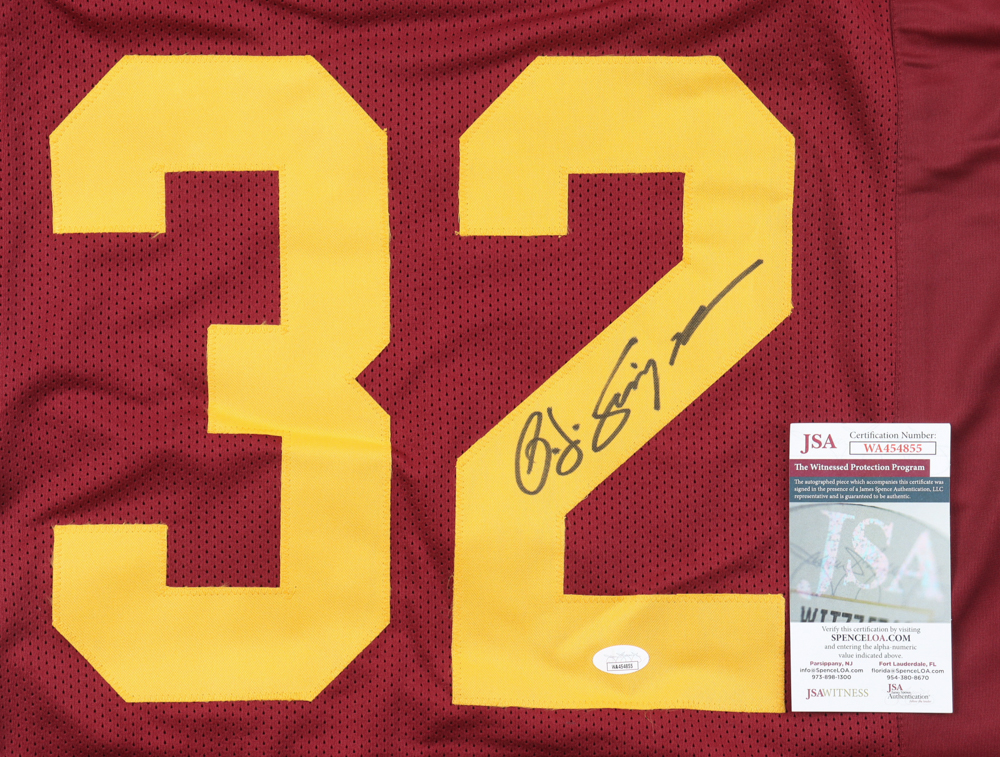 32
O.J. Simpson
JSA
Certification Number:
WA454855
The Witnessed Protection Program
The autographed piece which accompanies this certificate was
signed in the presence of a James Spence Authentication, LLC
representative and is guaranteed to be authentic.
JSA
Verify this certification by visiting
SPENCELOA.COM
and entering the alpha-numeric
value indicated above.
Parsippany, NJ
info@SpenceLOA.com
973-898-1300
Fort Lauderdale, FL
florida@SpenceLOA.com
954-380-8670
JSAWITNESS
JSA
Authentication
WA454855